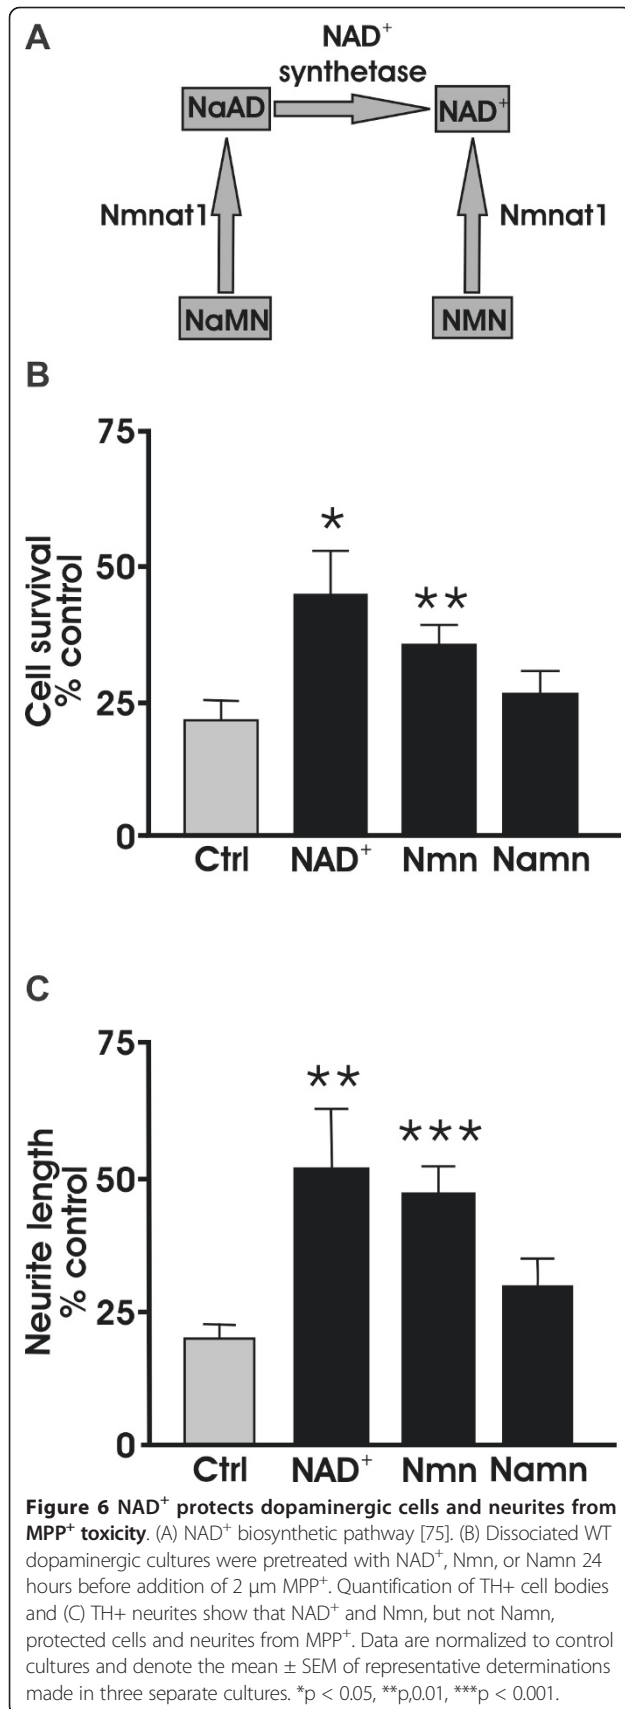 A
NAD⁺
synthetase
NaAD
NAD⁺
Nmnat1
Nmnat1
NaMN
NMN
B
75
50
25
0
Cell survival
% control
*
**
Ctrl
NAD⁺
Nmn
Namn
C
75
50
25
0
Neurite length
% control
**
***
Ctrl
NAD⁺
Nmn
Namn
Figure 6 NAD⁺ protects dopaminergic cells and neurites from
MPP⁺ toxicity. (A) NAD⁺ biosynthetic pathway [75]. (B) Dissociated WT
dopaminergic cultures were pretreated with NAD⁺, Nmn, or Namn 24
hours before addition of 2 μm MPP⁺. Quantification of TH+ cell bodies
and (C) TH+ neurites show that NAD⁺ and Nmn, but not Namn,
protected cells and neurites from MPP⁺. Data are normalized to control
cultures and denote the mean ± SEM of representative determinations
made in three separate cultures. *p < 0.05, **p,0.01, ***p < 0.001.